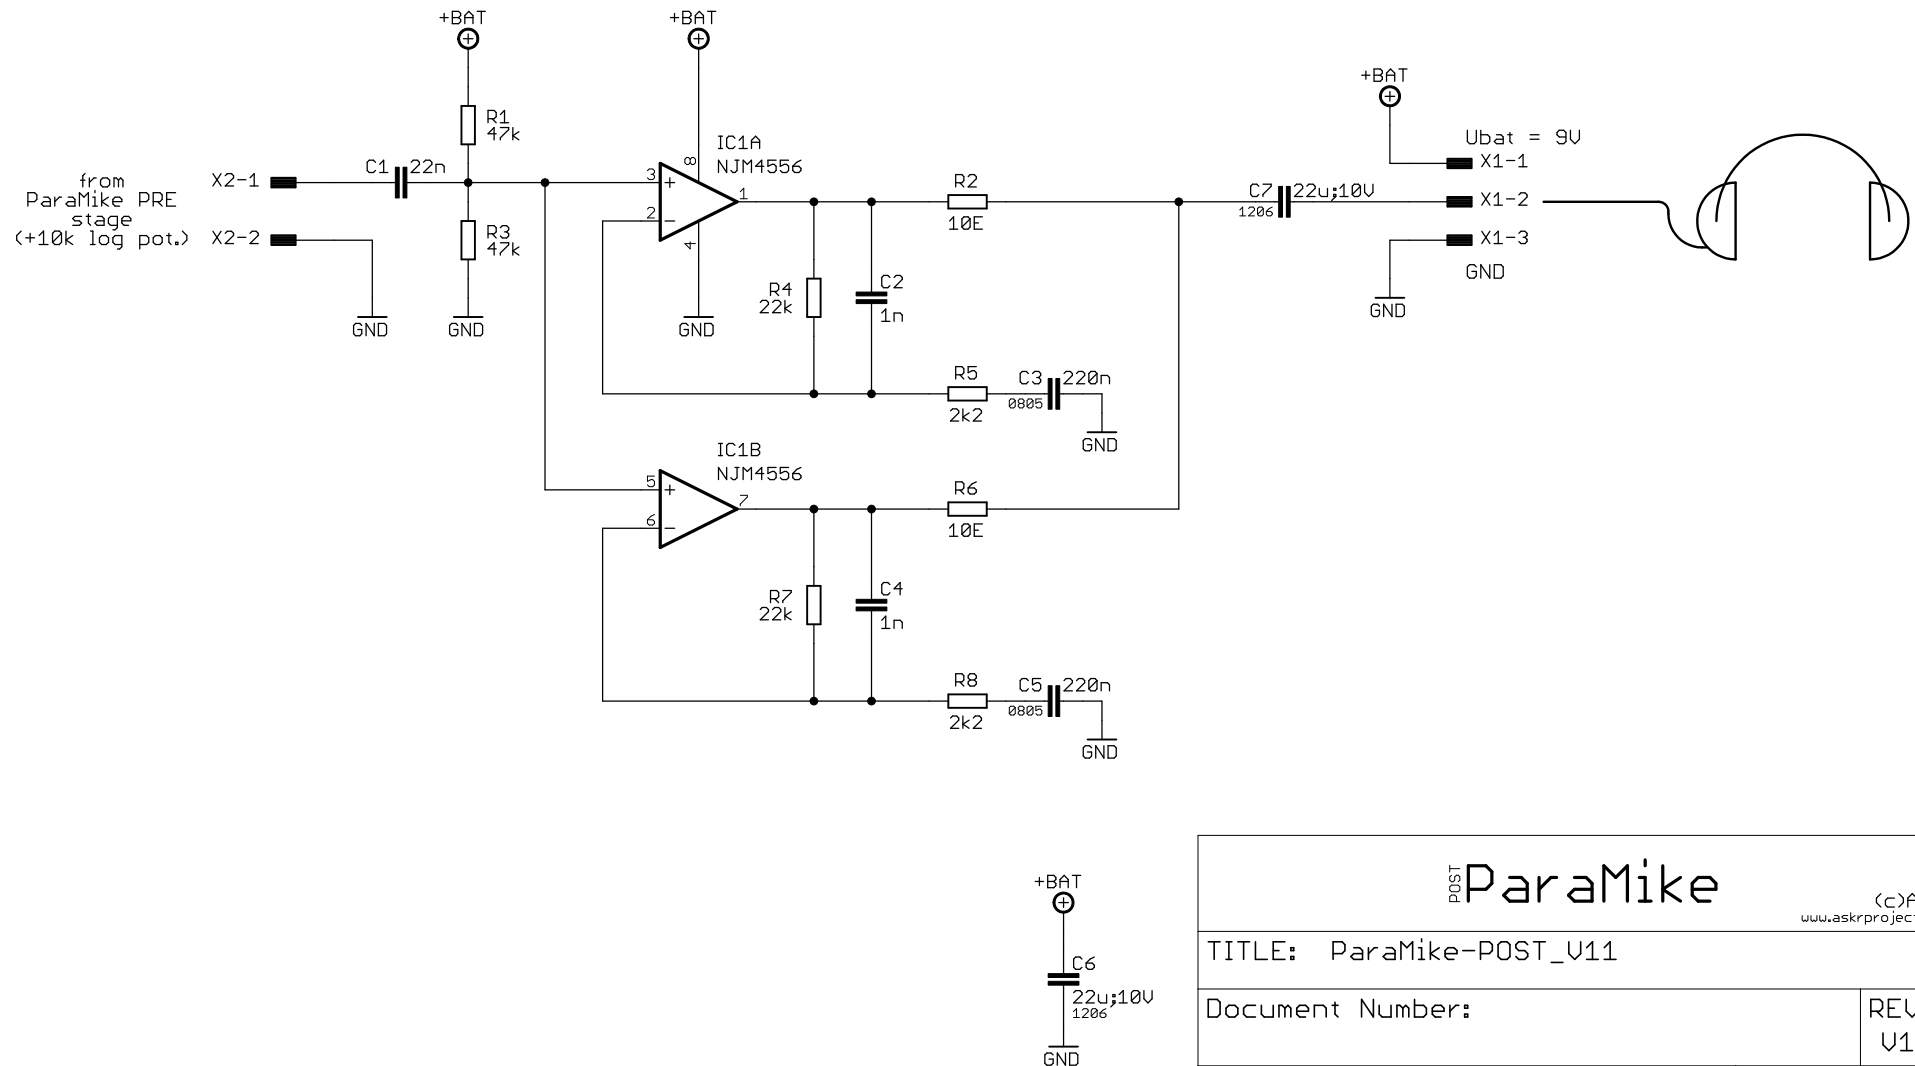 +BAT
+BAT
+BAT
R1
47k
IC1A
NJM4556
Ubat = 9V
X1-1
from
ParaMike PRE
stage
(+10k log pot.)
X2-1
C1
22n
3
8
1
R2
10E
C7
22u;10V
1206
X1-2
X2-2
R3
47k
2
4
X1-3
GND
GND
GND
GND
GND
R4
22k
C2
1n
R5
2k2
C3
220n
0805
GND
IC1B
NJM4556
5
7
6
R6
10E
R7
22k
C4
1n
R8
2k2
C5
220n
0805
GND
+BAT
C6
22u;10V
1206
GND
POST
ParaMike
TITLE: ParaMike-POST_V11
Document Number:
REV
V1